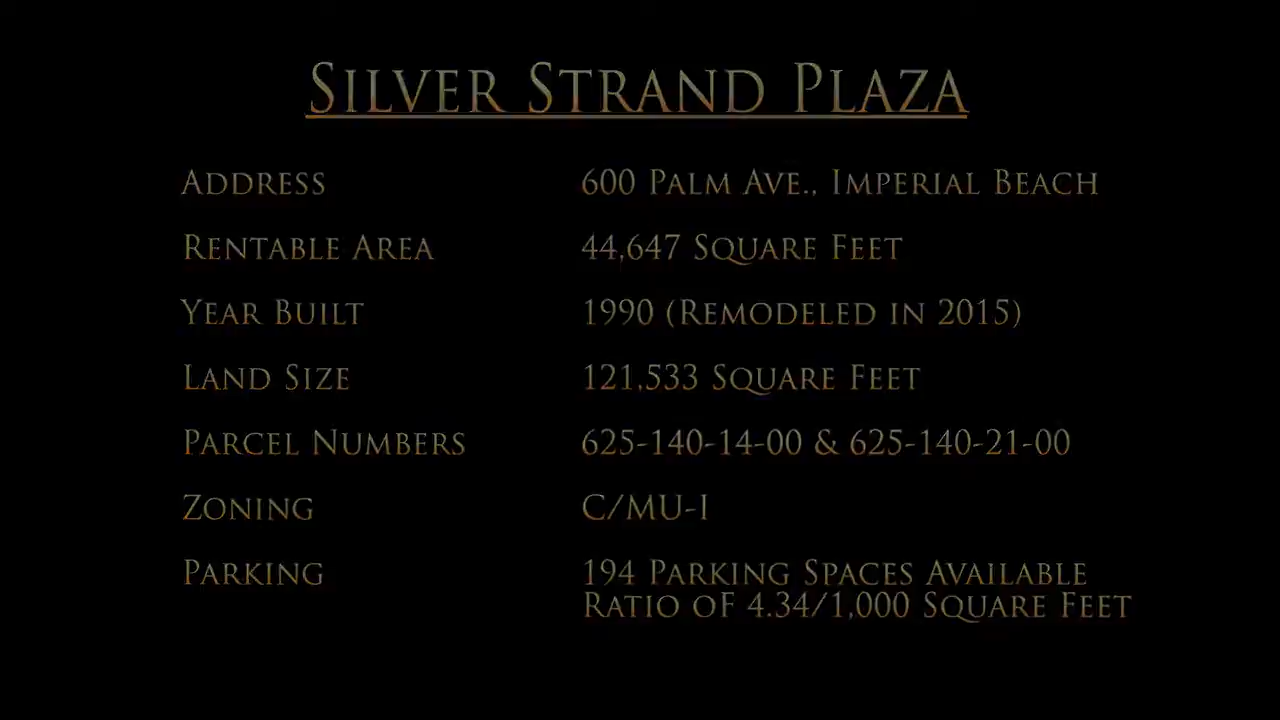 Silver Strand Plaza
Address 600 Palm Ave., Imperial Beach
Rentable Area 44,647 Square Feet
Year Built 1990 (Remodeled in 2015)
Land Size 121,533 Square Feet
Parcel Numbers 625-140-14-00 & 625-140-21-00
Zoning C/MU-1
Parking 194 Parking Spaces Available
Ratio of 4.34/1,000 Square Feet